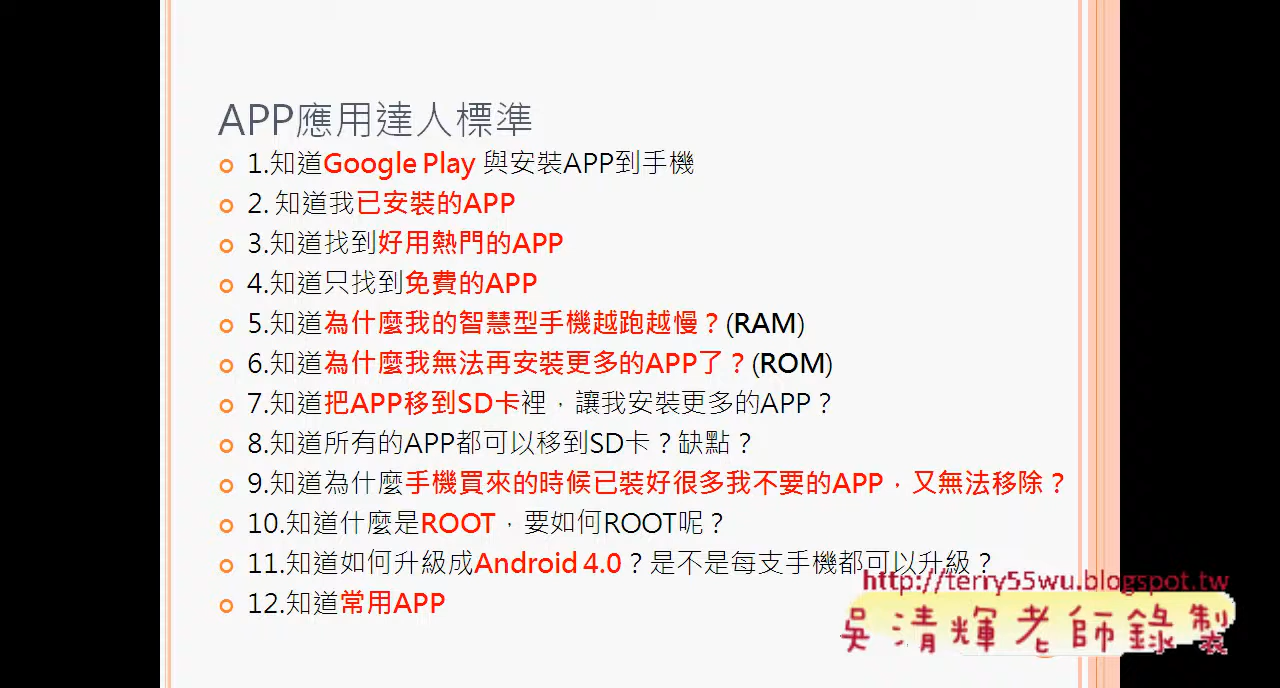 APP應用達人標準
1.知道Google Play 與安裝APP到手機
2. 知道我已安裝的APP
3.知道找到好用熱門的APP
4.知道只找到免費的APP
5.知道為什麼我的智慧型手機越跑越慢？(RAM)
6.知道為什麼我無法再安裝更多的APP了？(ROM)
7.知道把APP移到SD卡裡，讓我安裝更多的APP？
8.知道所有的APP都可以移到SD卡？缺點？
9.知道為什麼手機買來的時候已裝好很多我不要的APP，又無法移除？
10.知道什麼是ROOT，要如何ROOT呢？
11.知道如何升級成Android 4.0？是不是每支手機都可以升級？
12.知道常用APP
http://terry55wu.blogspot.tw
吳清輝老師錄製